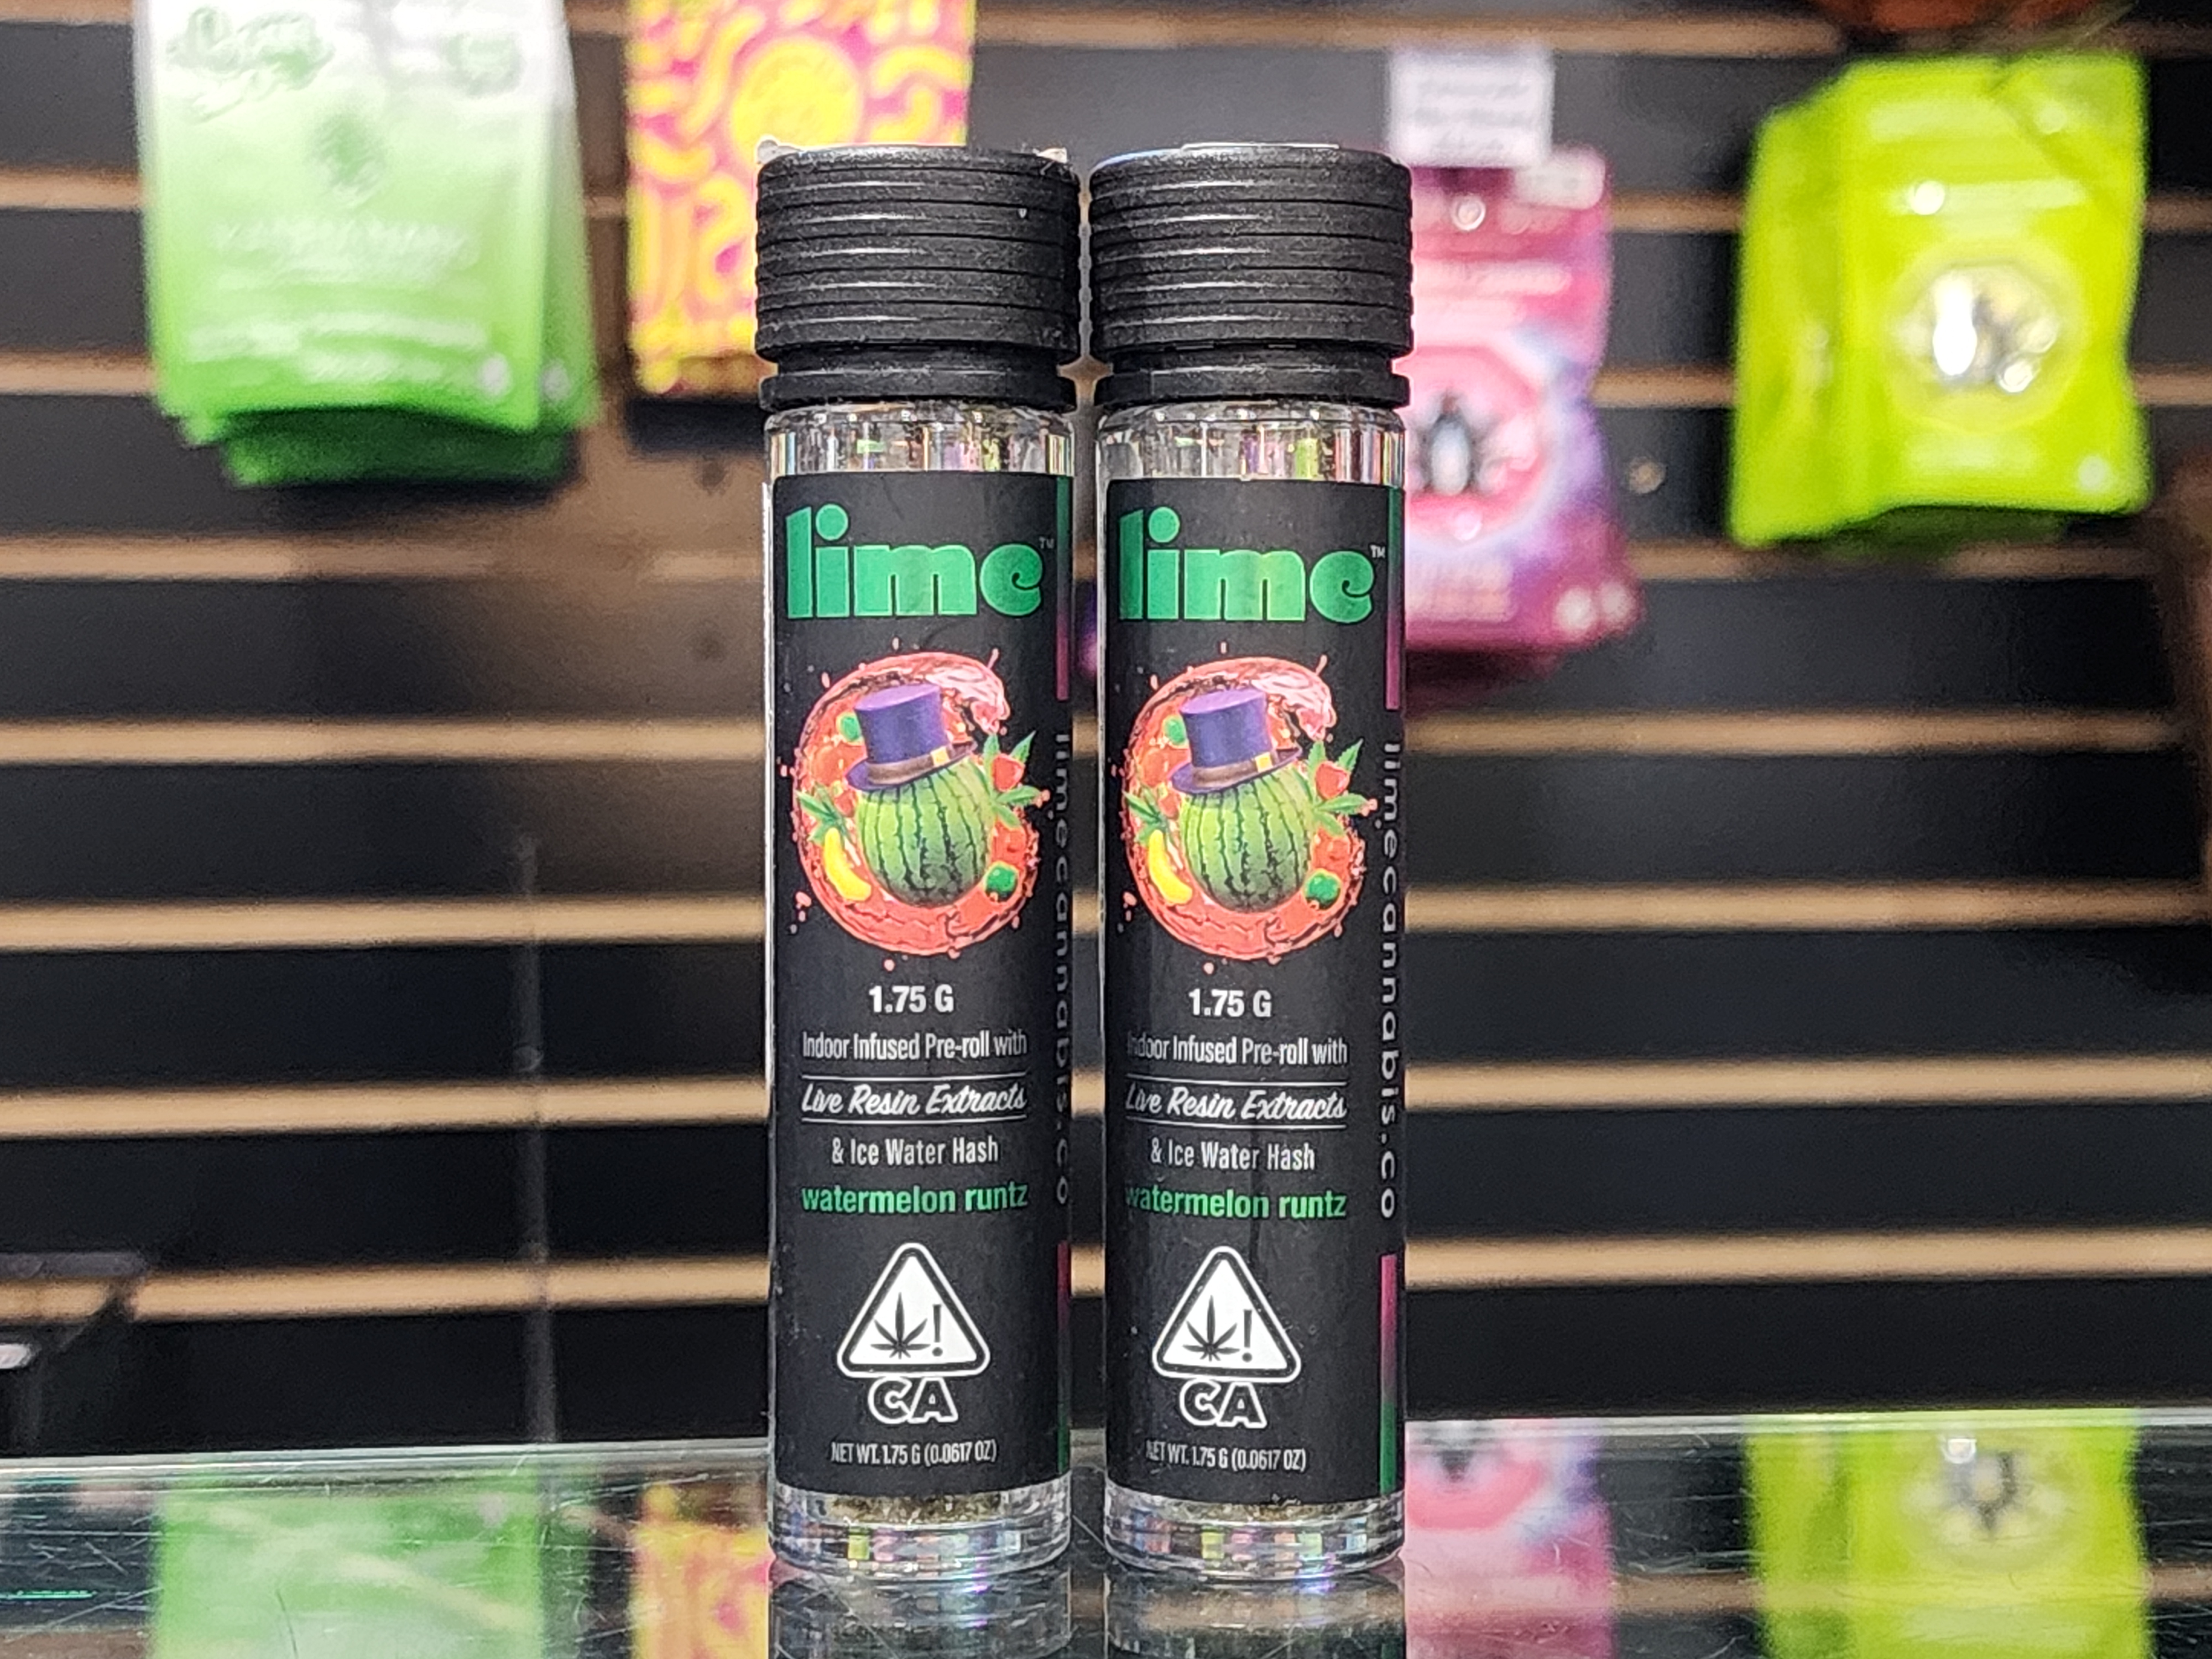 lime™
1.75 G
Indoor Infused Pre-roll with
Live Resin Extracts
& Ice Water Hash
watermelon runtz
CA
NET WT. 1.75 G (0.0617 OZ)
limecannabis.co
lime™
1.75 G
Indoor Infused Pre-roll with
Live Resin Extracts
& Ice Water Hash
watermelon runtz
CA
NET WT. 1.75 G (0.0617 OZ)
limecannabis.co